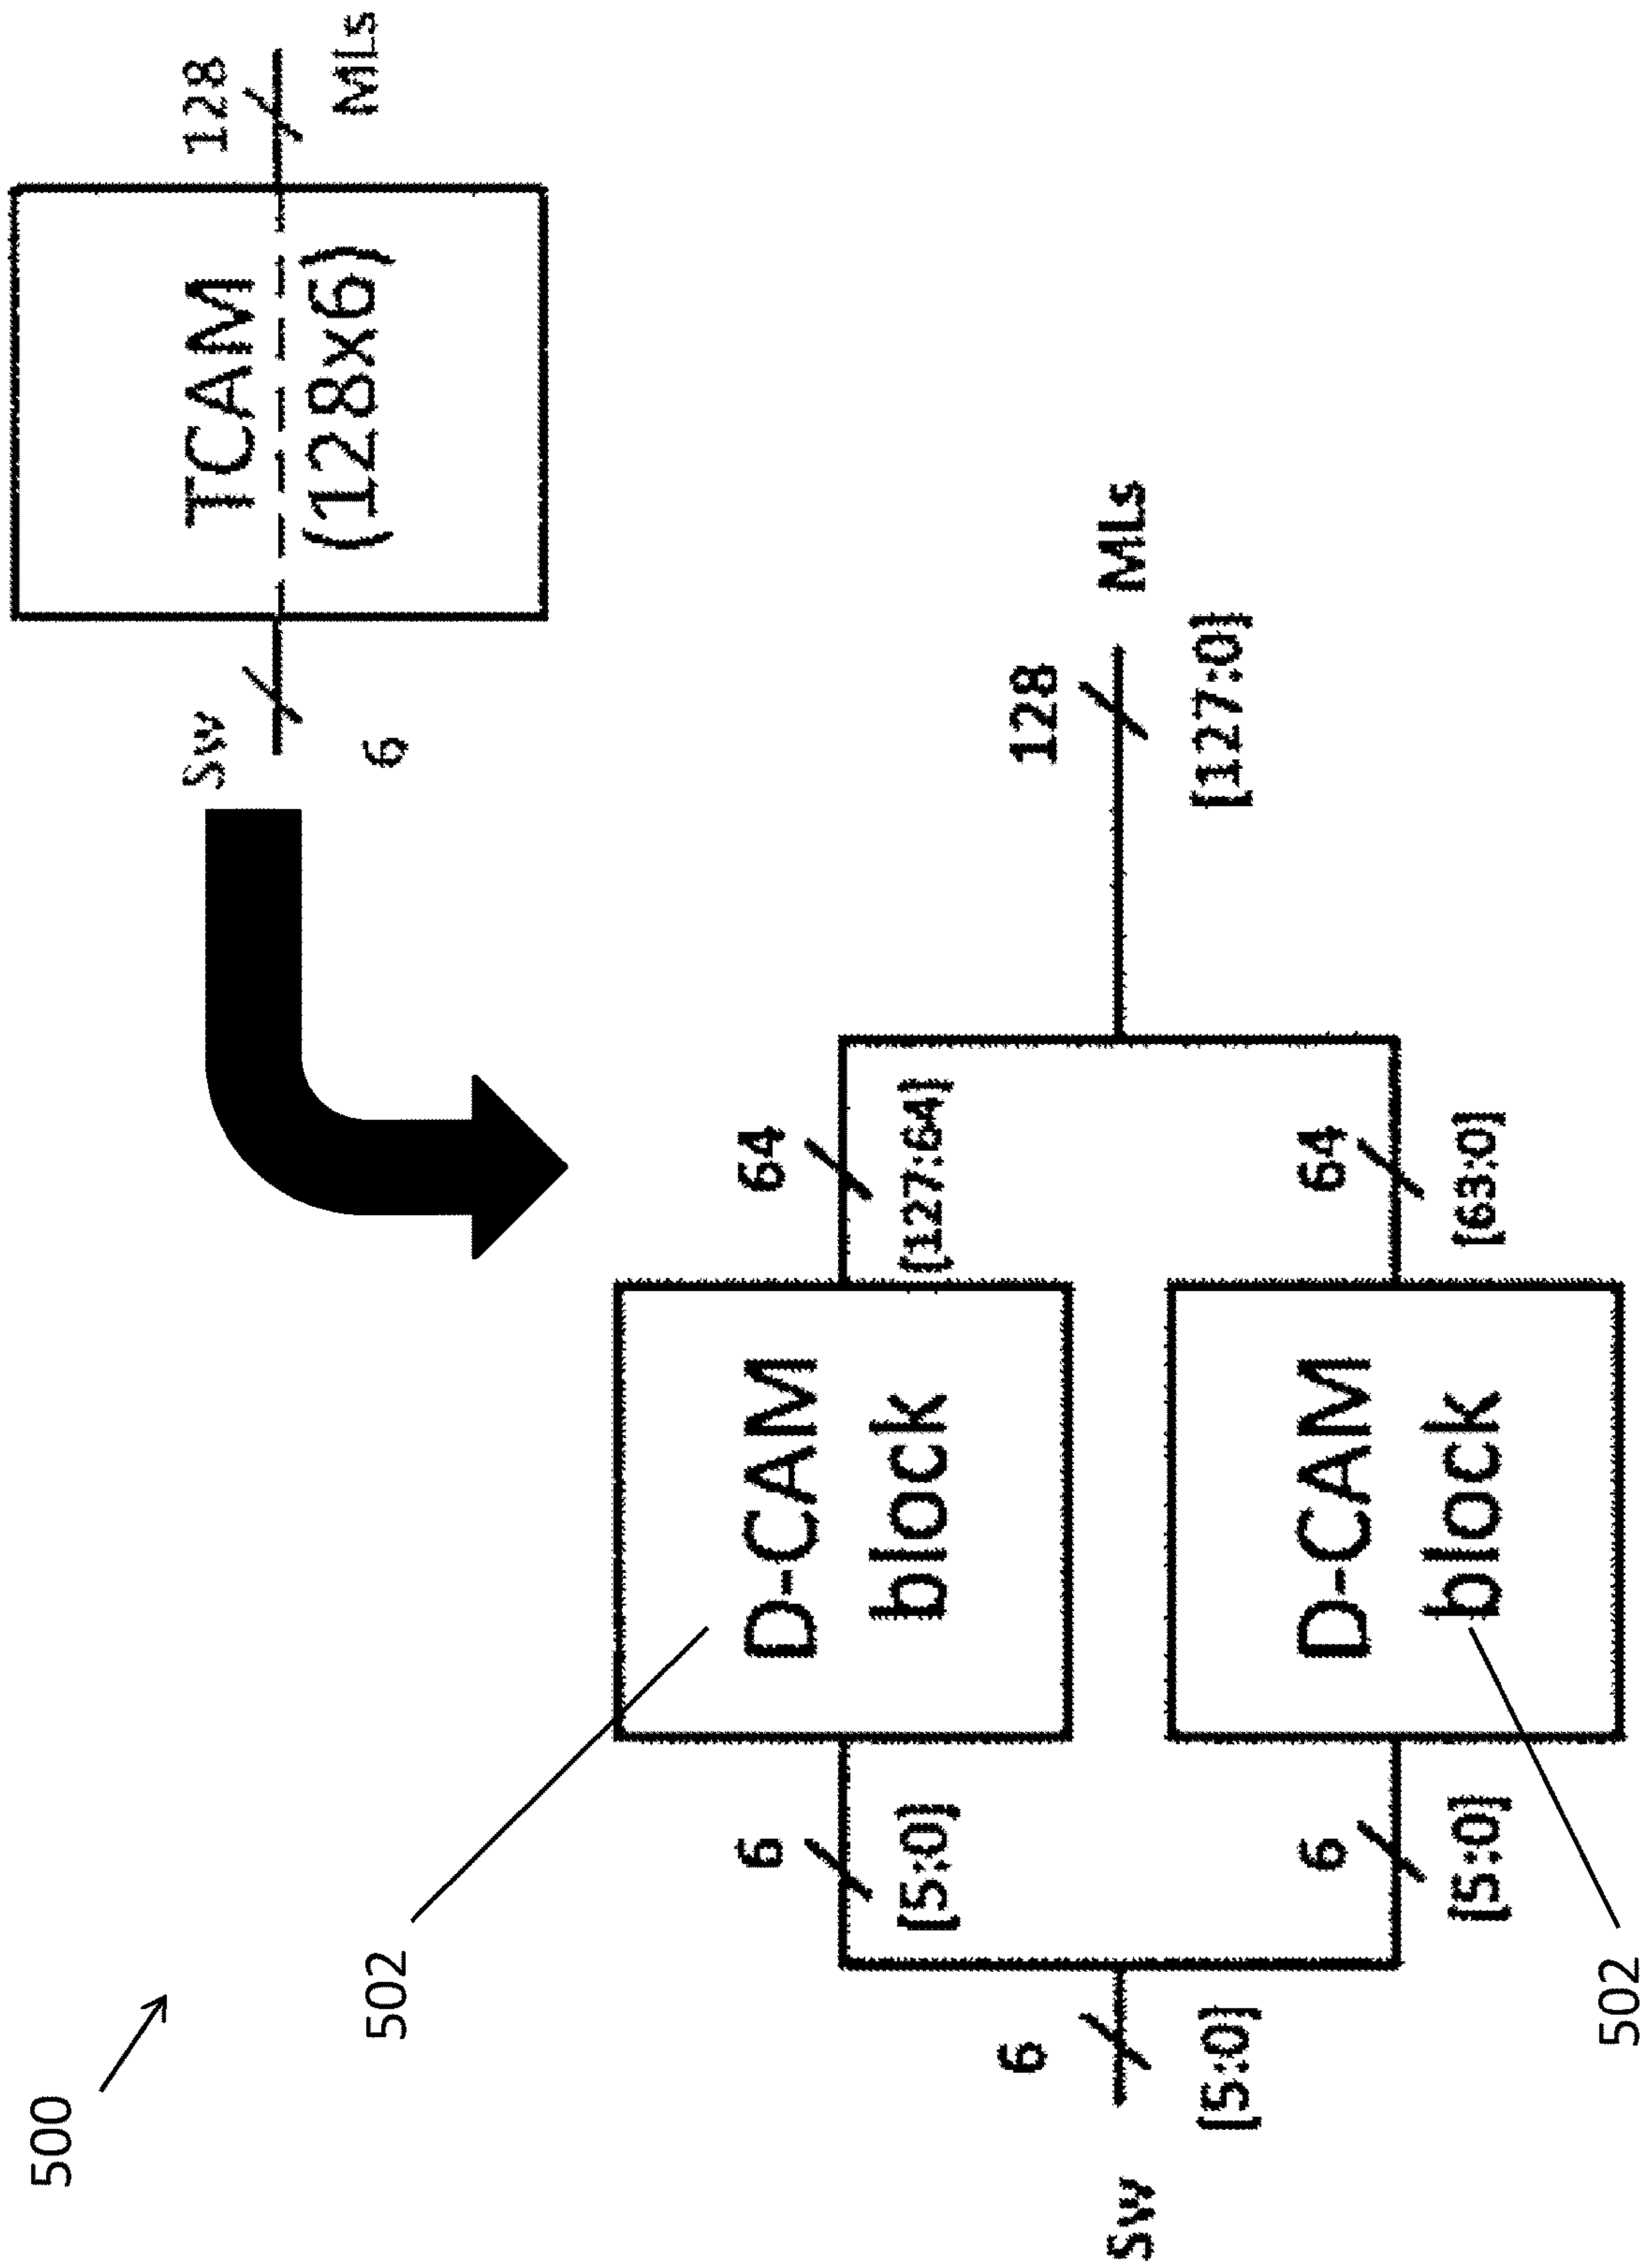 500
Sw
6
TCAM
(128x6)
128
MLs
502
Sw
6
[5:0]
6
[5:0]
D-CAM
block
64
[127:64]
6
[5:0]
D-CAM
block
64
[63:0]
128
MLs
[127:0]
502